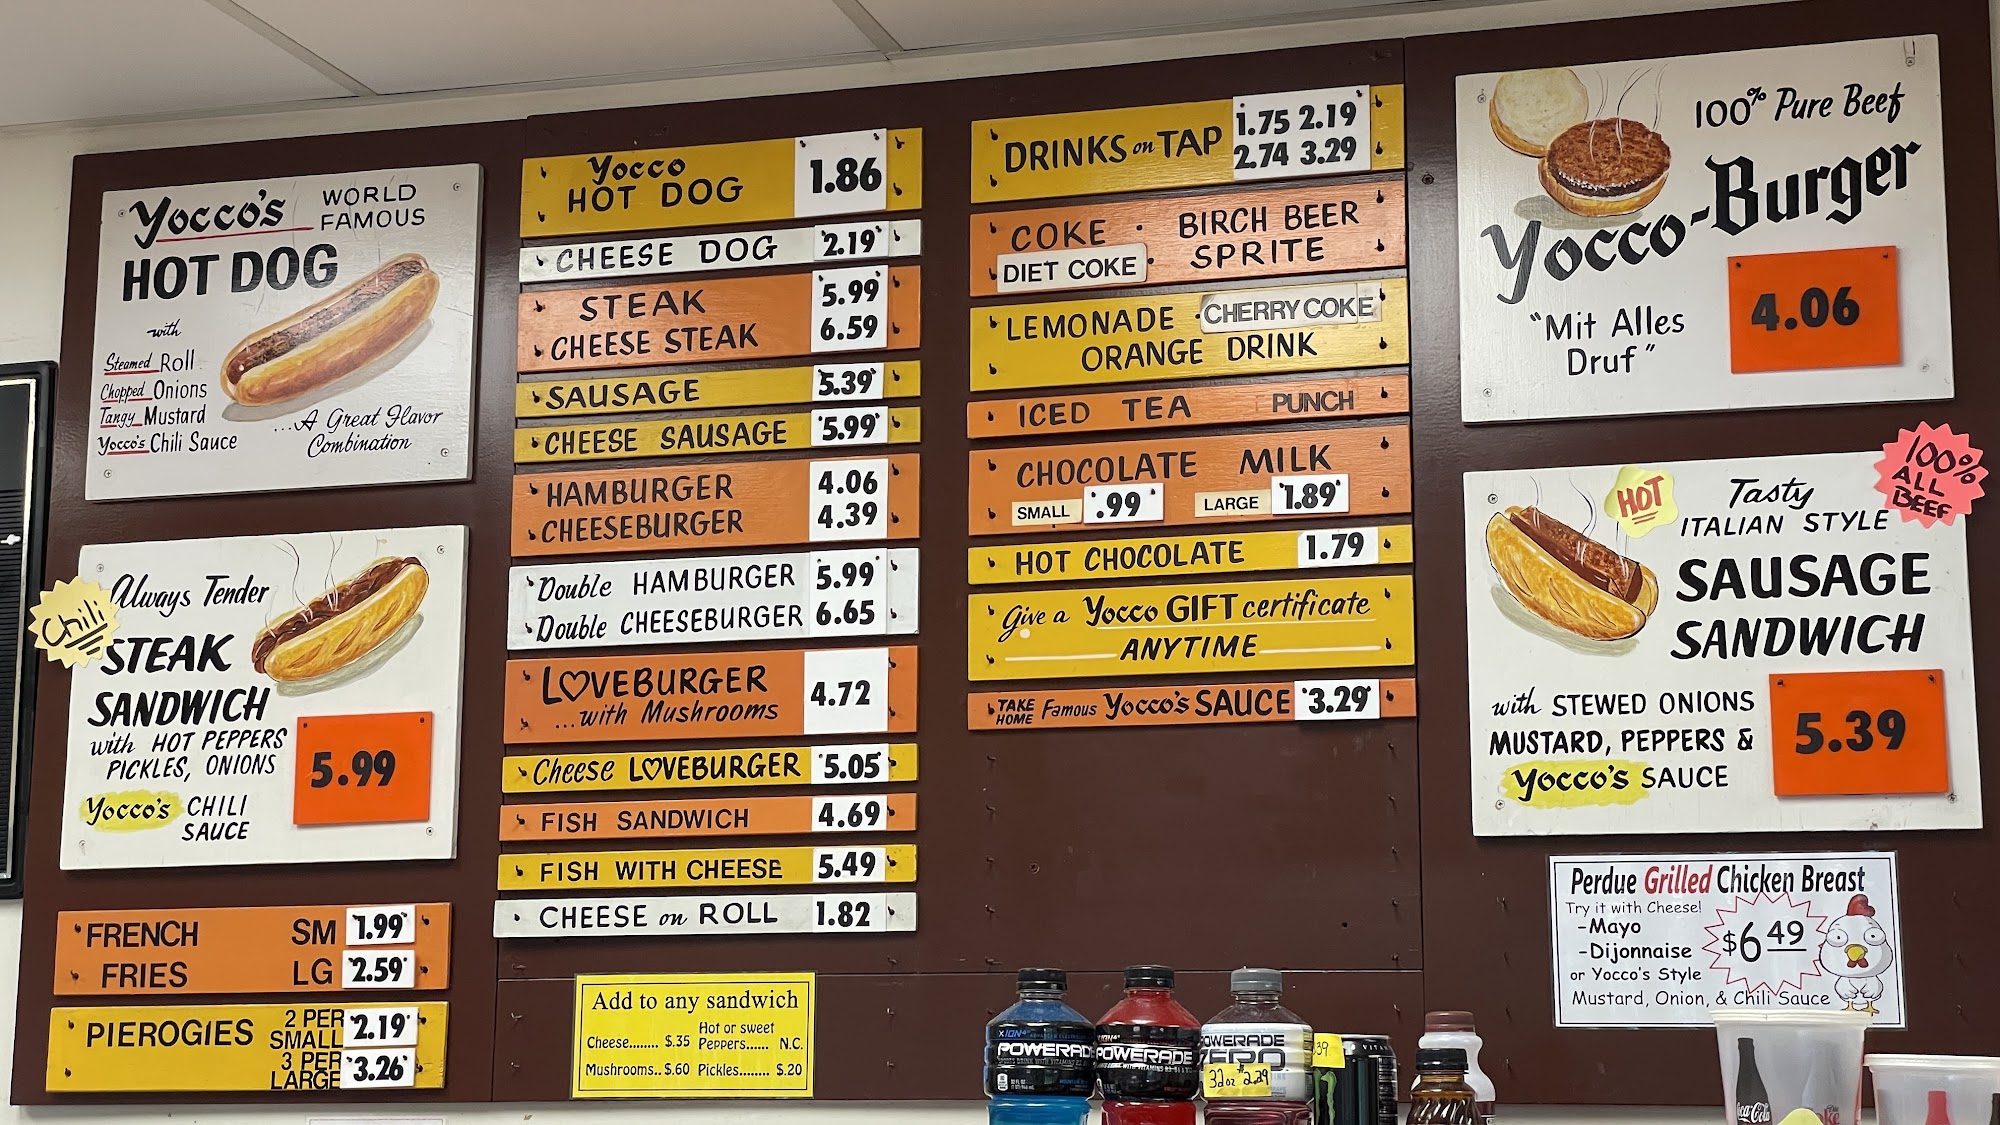 Yocco's WORLD FAMOUS
HOT DOG
with
Steamed Roll
Chopped Onions
Tangy Mustard
Yocco's Chili Sauce
...A Great Flavor
Combination
Chili
Always Tender
STEAK
SANDWICH
with HOT PEPPERS
PICKLES, ONIONS
Yocco's CHILI
SAUCE
5.99
FRENCH SM 1.99
FRIES LG 2.59
PIEROGIES 2 PER SMALL 2.19
3 PER LARGE 3.26
Yocco
HOT DOG 1.86
CHEESE DOG 2.19
STEAK 5.99
CHEESE STEAK 6.59
SAUSAGE 5.39
CHEESE SAUSAGE 5.99
HAMBURGER 4.06
CHEESEBURGER 4.39
Double HAMBURGER 5.99
Double CHEESEBURGER 6.65
L♡VEBURGER
...with Mushrooms 4.72
Cheese L♡VEBURGER 5.05
FISH SANDWICH 4.69
FISH WITH CHEESE 5.49
CHEESE on ROLL 1.82
Add to any sandwich
Cheese........ $.35 Hot or sweet Peppers...... N.C.
Mushrooms.. $.60 Pickles........ $.20
DRINKS on TAP 1.75 2.19
2.74 3.29
COKE · BIRCH BEER
DIET COKE · SPRITE
LEMONADE · CHERRY COKE
ORANGE DRINK
ICED TEA PUNCH
CHOCOLATE MILK
SMALL .99 LARGE 1.89
HOT CHOCOLATE 1.79
Give a Yocco GIFT certificate
ANYTIME
TAKE HOME Famous Yocco's SAUCE 3.29
100% Pure Beef
Yocco-Burger
"Mit Alles
Druf"
4.06
HOT
100%
ALL
BEEF
Tasty
ITALIAN STYLE
SAUSAGE
SANDWICH
with STEWED ONIONS
MUSTARD, PEPPERS &
Yocco's SAUCE
5.39
Perdue Grilled Chicken Breast
Try it with Cheese!
-Mayo
-Dijonnaise
or Yocco's Style
Mustard, Onion, & Chili Sauce
$6 49
POWERADE
POWERADE
POWERADE
ZERO
32oz $2.29
Coca-Cola